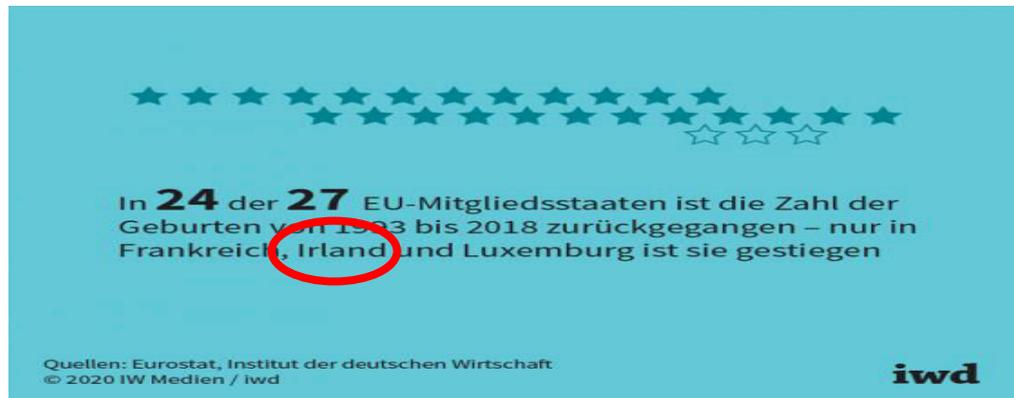 In 24 der 27 EU-Mitgliedsstaaten ist die Zahl der
Geburten von bis 2018 zurückgegangen – nur in
Frankreich, Irland und Luxemburg ist sie gestiegen
Quellen: Eurostat, Institut der deutschen Wirtschaft
© 2020 IW Medien / iwd
iwd